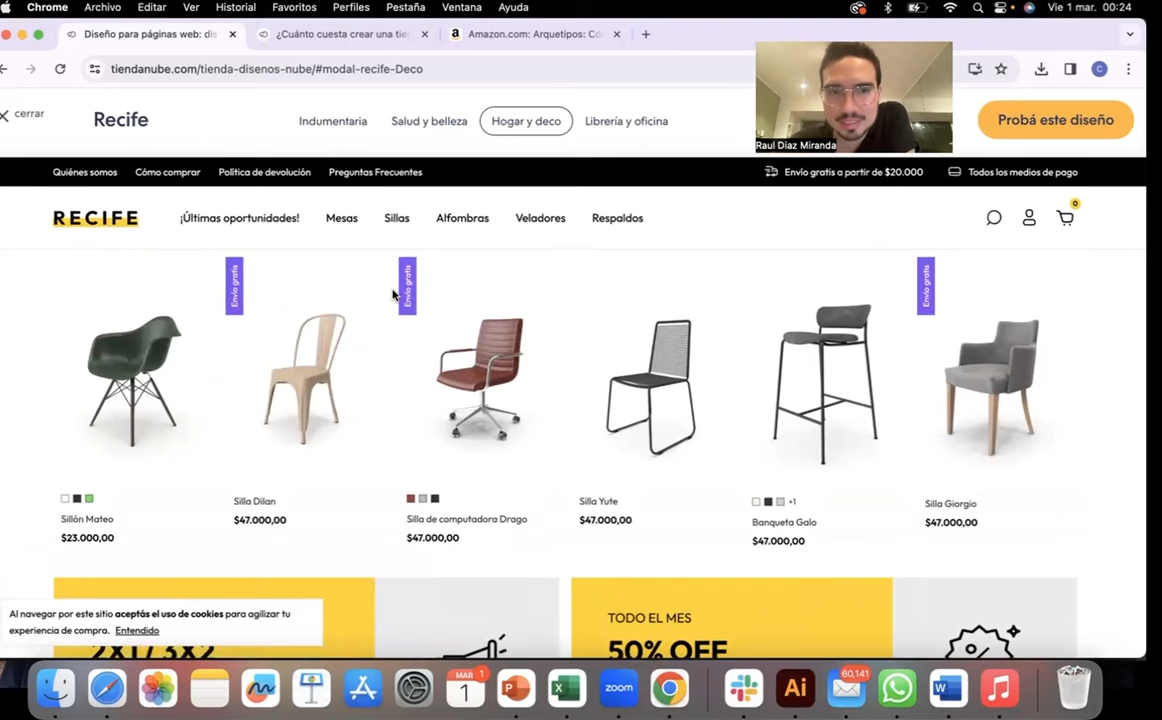 Chrome Archivo Editar Ver Historial Favoritos Perfiles Pestaña Ventana Ayuda Vie 1 mar. 00:24
Diseño para páginas web: dis ¿Cuánto cuesta crear una tie Amazon.com: Arquetipos: Có
tiendanube.com/tienda-disenos-nube/#modal-recife-Deco
cerrar Recife Indumentaria Salud y belleza Hogar y deco Librería y oficina Probá este diseño
Raul Diaz Miranda
Quiénes somos Cómo comprar Política de devolución Preguntas Frecuentes Envío gratis a partir de $20.000 Todos los medios de pago
RECIFE ¡Últimas oportunidades! Mesas Sillas Alfombras Veladores Respaldos 0
Envío gratis Envío gratis Envío gratis
+1
Sillón Mateo Silla Dilan Silla de computadora Drago Silla Yute Banqueta Galo Silla Giorgio
$23.000,00 $47.000,00 $47.000,00 $47.000,00 $47.000,00 $47.000,00
Al navegar por este sitio aceptás el uso de cookies para agilizar tu
experiencia de compra. Entendido
2X1/3X2
TODO EL MES
50% OFF
MAR 1
1
zoom
Ai
60,141